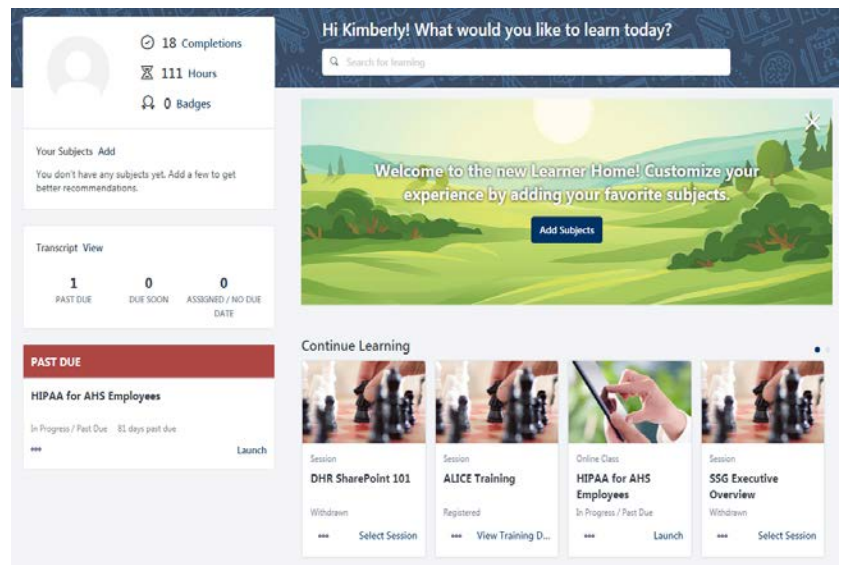 Hi Kimberly! What would you like to learn today?
Search for learning
18 Completions
111 Hours
0 Badges
Your Subjects Add
You don't have any subjects yet. Add a few to get
better recommendations.
Transcript View
1
PAST DUE
0
DUE SOON
0
ASSIGNED / NO DUE
DATE
PAST DUE
HIPAA for AHS Employees
In Progress / Past Due 81 days past due
Launch
Welcome to the new Learner Home! Customize your
experience by adding your favorite subjects.
Add Subjects
Continue Learning
Session
DHR SharePoint 101
Withdrawn
Select Session
Session
ALICE Training
Registered
View Training D...
Online Class
HIPAA for AHS
Employees
In Progress / Past Due
Launch
Session
SSG Executive
Overview
Withdrawn
Select Session